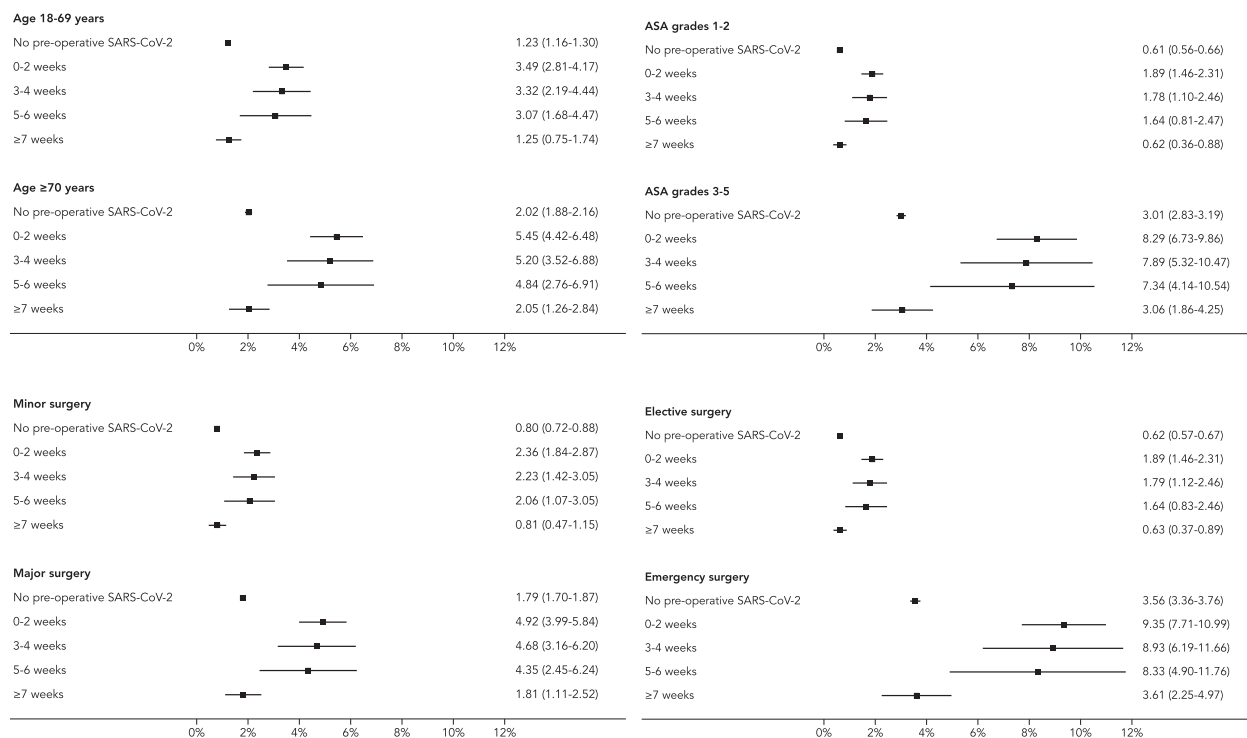 Age 18-69 years
No pre-operative SARS-CoV-2 1.23 (1.16-1.30)
0-2 weeks 3.49 (2.81-4.17)
3-4 weeks 3.32 (2.19-4.44)
5-6 weeks 3.07 (1.68-4.47)
≥7 weeks 1.25 (0.75-1.74)
Age ≥70 years
No pre-operative SARS-CoV-2 2.02 (1.88-2.16)
0-2 weeks 5.45 (4.42-6.48)
3-4 weeks 5.20 (3.52-6.88)
5-6 weeks 4.84 (2.76-6.91)
≥7 weeks 2.05 (1.26-2.84)
0% 2% 4% 6% 8% 10% 12%
ASA grades 1-2
No pre-operative SARS-CoV-2 0.61 (0.56-0.66)
0-2 weeks 1.89 (1.46-2.31)
3-4 weeks 1.78 (1.10-2.46)
5-6 weeks 1.64 (0.81-2.47)
≥7 weeks 0.62 (0.36-0.88)
ASA grades 3-5
No pre-operative SARS-CoV-2 3.01 (2.83-3.19)
0-2 weeks 8.29 (6.73-9.86)
3-4 weeks 7.89 (5.32-10.47)
5-6 weeks 7.34 (4.14-10.54)
≥7 weeks 3.06 (1.86-4.25)
0% 2% 4% 6% 8% 10% 12%
Minor surgery
No pre-operative SARS-CoV-2 0.80 (0.72-0.88)
0-2 weeks 2.36 (1.84-2.87)
3-4 weeks 2.23 (1.42-3.05)
5-6 weeks 2.06 (1.07-3.05)
≥7 weeks 0.81 (0.47-1.15)
Major surgery
No pre-operative SARS-CoV-2 1.79 (1.70-1.87)
0-2 weeks 4.92 (3.99-5.84)
3-4 weeks 4.68 (3.16-6.20)
5-6 weeks 4.35 (2.45-6.24)
≥7 weeks 1.81 (1.11-2.52)
0% 2% 4% 6% 8% 10% 12%
Elective surgery
No pre-operative SARS-CoV-2 0.62 (0.57-0.67)
0-2 weeks 1.89 (1.46-2.31)
3-4 weeks 1.79 (1.12-2.46)
5-6 weeks 1.64 (0.83-2.46)
≥7 weeks 0.63 (0.37-0.89)
Emergency surgery
No pre-operative SARS-CoV-2 3.56 (3.36-3.76)
0-2 weeks 9.35 (7.71-10.99)
3-4 weeks 8.93 (6.19-11.66)
5-6 weeks 8.33 (4.90-11.76)
≥7 weeks 3.61 (2.25-4.97)
0% 2% 4% 6% 8% 10% 12%